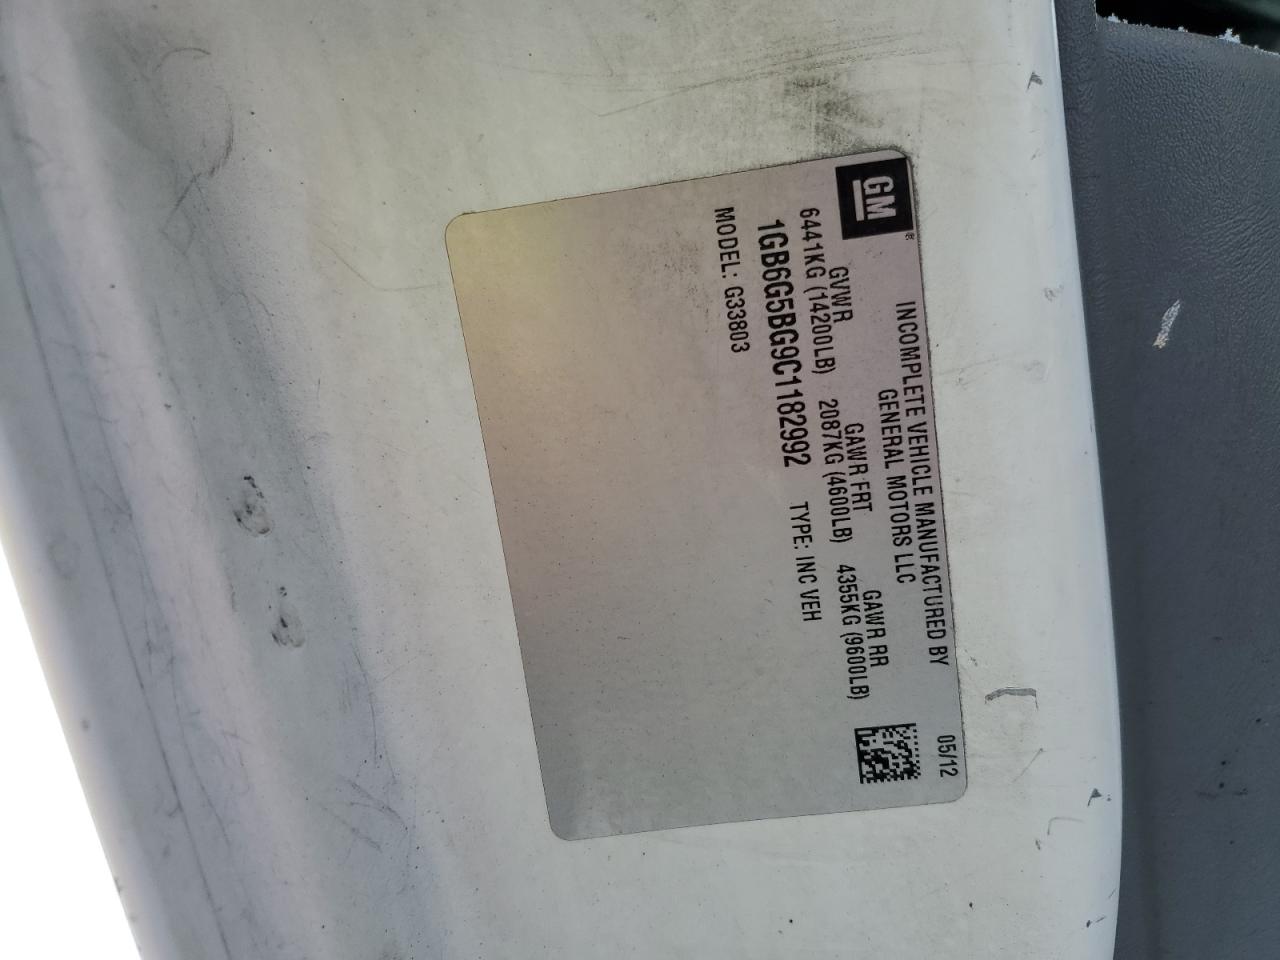 GM®
INCOMPLETE VEHICLE MANUFACTURED BY
GENERAL MOTORS LLC
05/12
GVWR GAWR FRT GAWR RR
6441KG (14200LB) 2087KG (4600LB) 4355KG (9600LB)
1GB6G5BG9C1182992 TYPE: INC VEH
MODEL: G33803